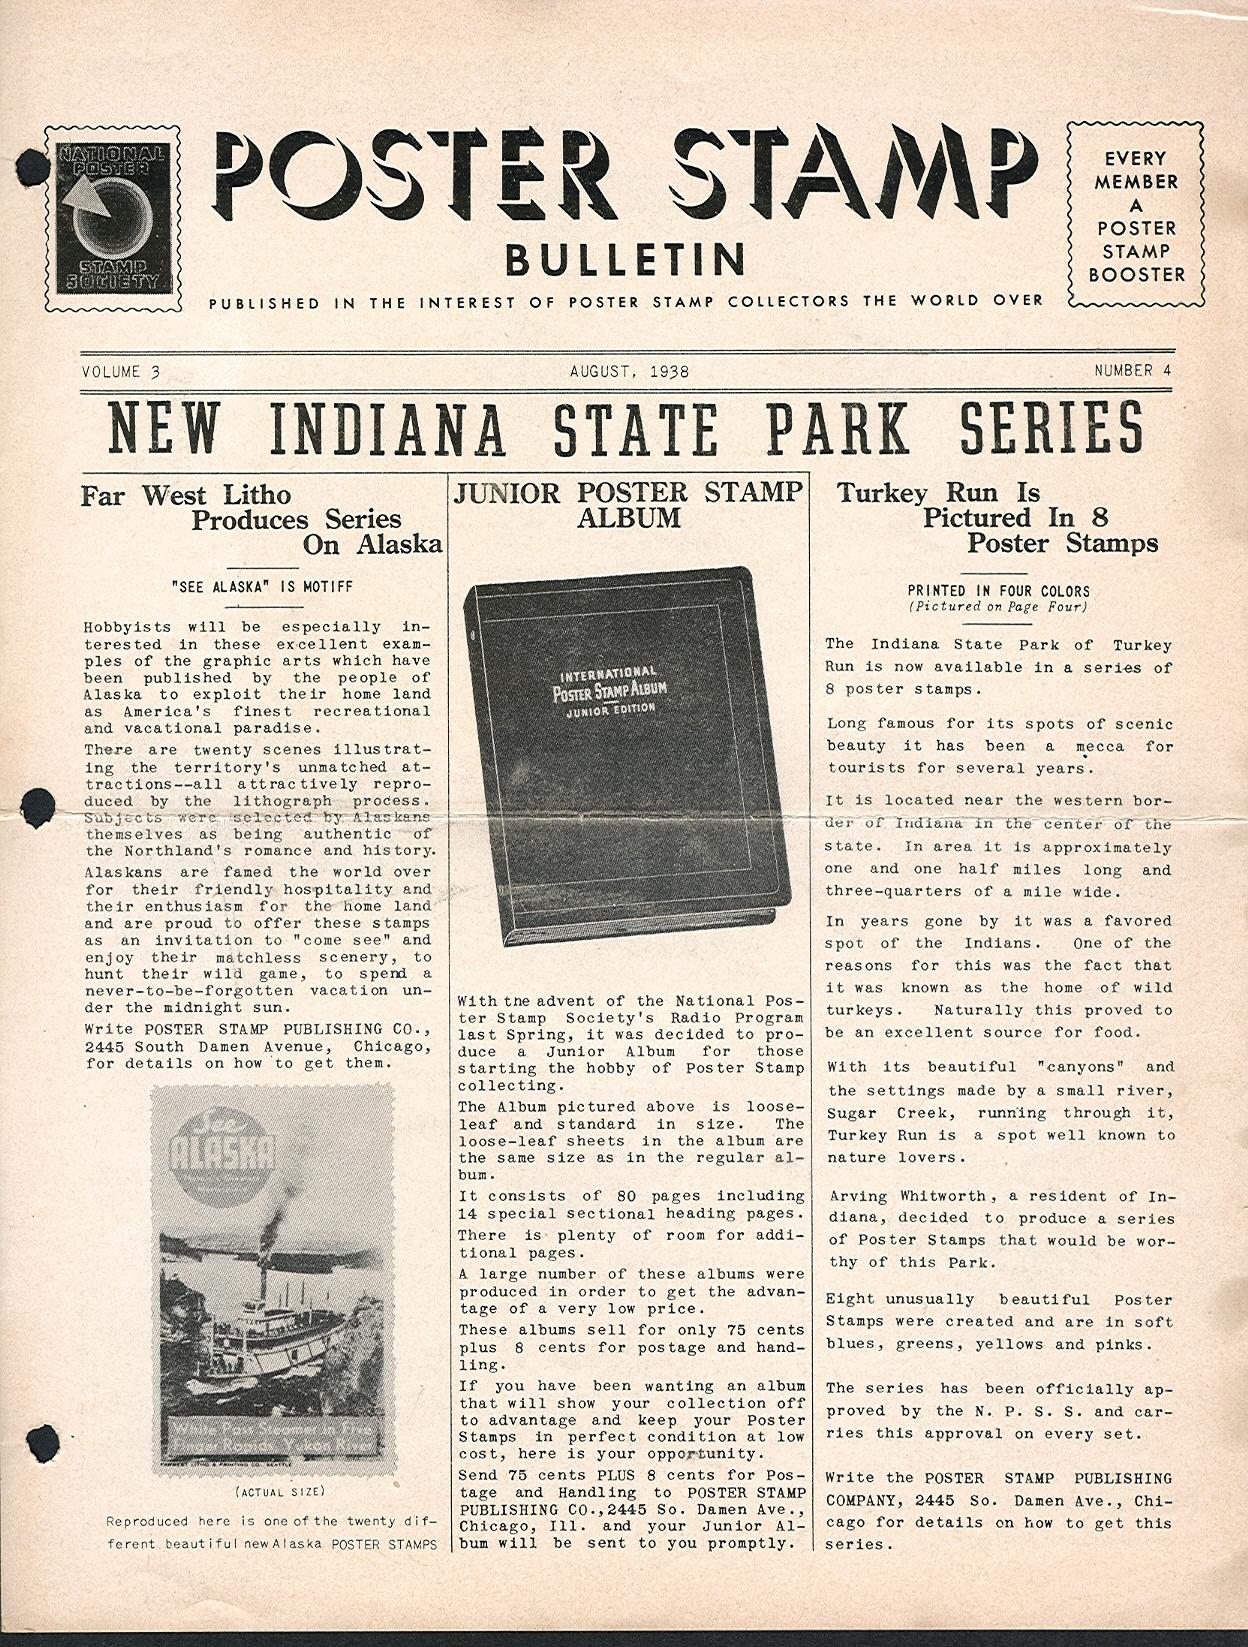 NATIONAL
POSTER
STAMP
SOCIETY
POSTER STAMP
BULLETIN
PUBLISHED IN THE INTEREST OF POSTER STAMP COLLECTORS THE WORLD OVER
EVERY
MEMBER
A
POSTER
STAMP
BOOSTER
VOLUME 3
AUGUST, 1938
NUMBER 4
NEW INDIANA STATE PARK SERIES
Far West Litho
Produces Series
On Alaska
"SEE ALASKA" IS MOTIFF
Hobbyists will be especially in-
terested in these excellent exam-
ples of the graphic arts which have
been published by the people of
Alaska to exploit their home land
as America's finest recreational
and vacational paradise.
There are twenty scenes illustrat-
ing the territory's unmatched at-
tractions--all attractively repro-
duced by the lithograph process.
Subjects were selected by Alaskans
themselves as being authentic of
the Northland's romance and history.
Alaskans are famed the world over
for their friendly hospitality and
their enthusiasm for the home land
and are proud to offer these stamps
as an invitation to "come see" and
enjoy their matchless scenery, to
hunt their wild game, to spend a
never-to-be-forgotten vacation un-
der the midnight sun.
Write POSTER STAMP PUBLISHING CO.,
2445 South Damen Avenue, Chicago,
for details on how to get them.
See
ALASKA
White Pass Steamer in Five
Finger Rapids Yukon River
(ACTUAL SIZE)
Reproduced here is one of the twenty dif-
ferent beautiful new Alaska POSTER STAMPS
JUNIOR POSTER STAMP
ALBUM
INTERNATIONAL
POSTER STAMP ALBUM
JUNIOR EDITION
With the advent of the National Pos-
ter Stamp Society's Radio Program
last Spring, it was decided to pro-
duce a Junior Album for those
starting the hobby of Poster Stamp
collecting.
The Album pictured above is loose-
leaf and standard in size. The
loose-leaf sheets in the album are
the same size as in the regular al-
bum.
It consists of 80 pages including
14 special sectional heading pages.
There is plenty of room for addi-
tional pages.
A large number of these albums were
produced in order to get the advan-
tage of a very low price.
These albums sell for only 75 cents
plus 8 cents for postage and hand-
ling.
If you have been wanting an album
that will show your collection off
to advantage and keep your Poster
Stamps in perfect condition at low
cost, here is your opportunity.
Send 75 cents PLUS 8 cents for Pos-
tage and Handling to POSTER STAMP
PUBLISHING CO.,2445 So. Damen Ave.,
Chicago, Ill. and your Junior Al-
bum will be sent to you promptly.
Turkey Run Is
Pictured In 8
Poster Stamps
PRINTED IN FOUR COLORS
(Pictured on Page Four)
The Indiana State Park of Turkey
Run is now available in a series of
8 poster stamps.
Long famous for its spots of scenic
beauty it has been a mecca for
tourists for several years.
It is located near the western bor-
der of Indiana in the center of the
state. In area it is approximately
one and one half miles long and
three-quarters of a mile wide.
In years gone by it was a favored
spot of the Indians. One of the
reasons for this was the fact that
it was known as the home of wild
turkeys. Naturally this proved to
be an excellent source for food.
With its beautiful "canyons" and
the settings made by a small river,
Sugar Creek, running through it,
Turkey Run is a spot well known to
nature lovers.
Arving Whitworth, a resident of In-
diana, decided to produce a series
of Poster Stamps that would be wor-
thy of this Park.
Eight unusually beautiful Poster
Stamps were created and are in soft
blues, greens, yellows and pinks.
The series has been officially ap-
proved by the N. P. S. S. and car-
ries this approval on every set.
Write the POSTER STAMP PUBLISHING
COMPANY, 2445 So. Damen Ave., Chi-
cago for details on how to get this
series.